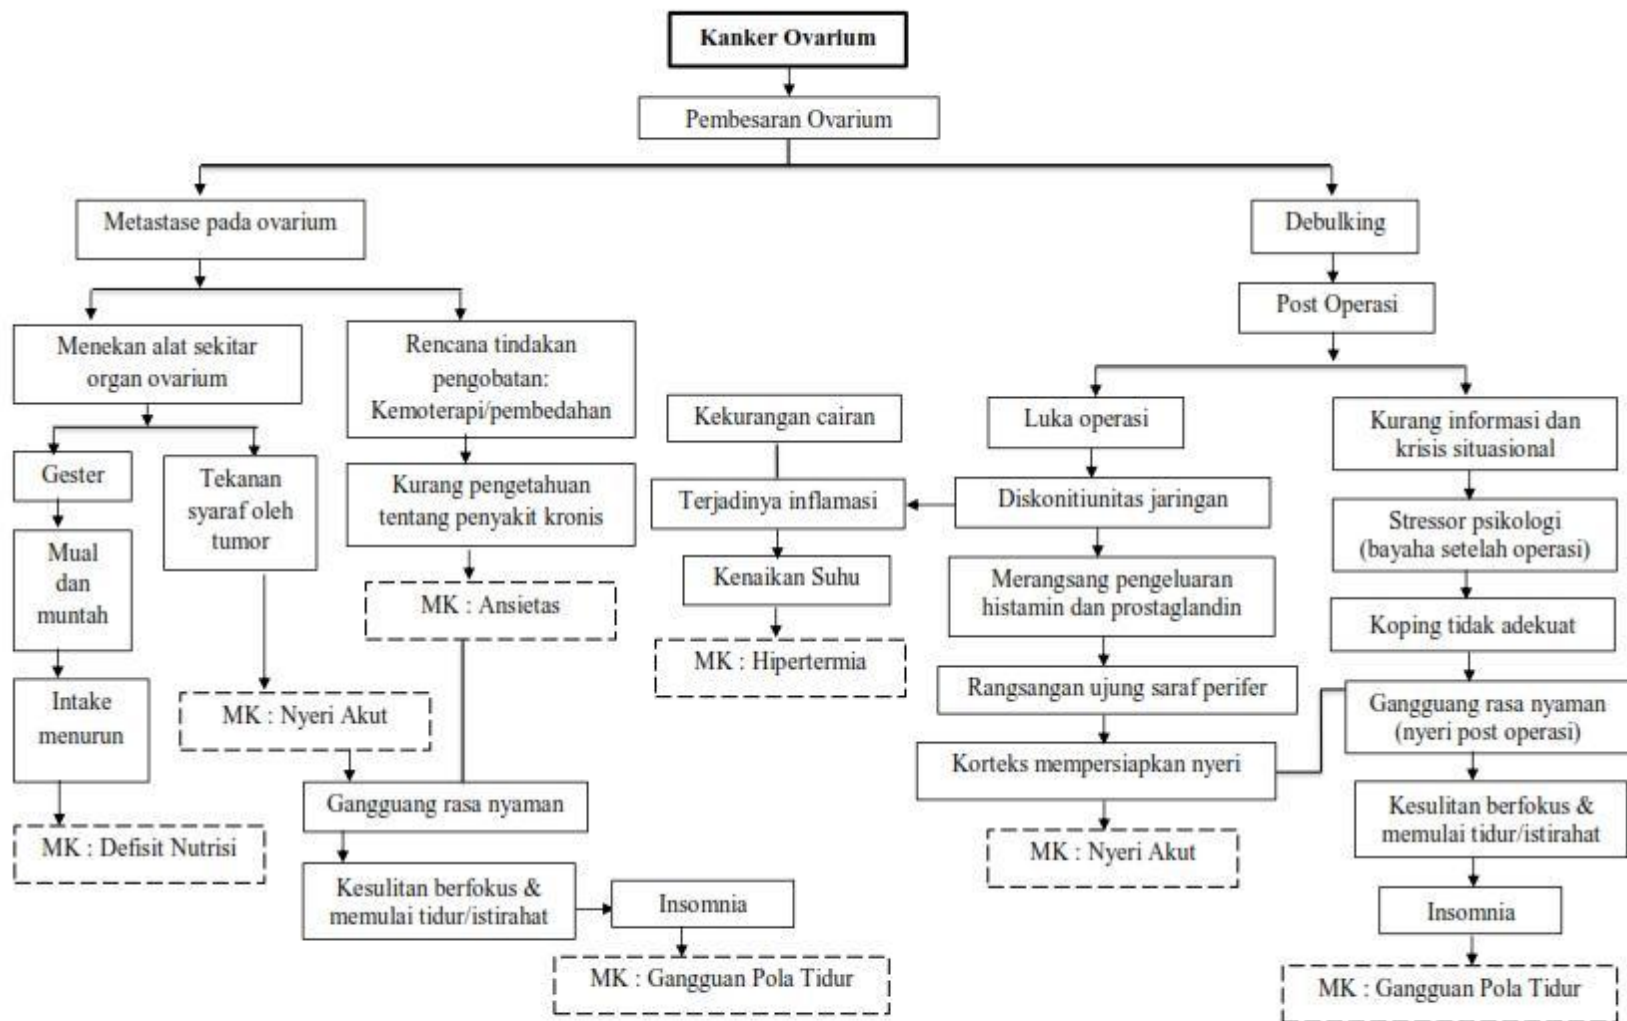 Kanker Ovarium
Pembesaran Ovarium
Metastase pada ovarium
Debulking
Post Operasi
Menekan alat sekitar
organ ovarium
Rencana tindakan
pengobatan:
Kemoterapi/pembedahan
Kekurangan cairan
Luka operasi
Kurang informasi dan
krisis situasional
Gester
Tekanan
syaraf oleh
tumor
Kurang pengetahuan
tentang penyakit kronis
Terjadinya inflamasi
Diskonitiunitas jaringan
Stressor psikologi
(bayaha setelah operasi)
Mual
dan
muntah
MK : Ansietas
Kenaikan Suhu
Merangsang pengeluaran
histamin dan prostaglandin
Koping tidak adekuat
MK : Hipertermia
Intake
menurun
MK : Nyeri Akut
Rangsangan ujung saraf perifer
Gangguang rasa nyaman
(nyeri post operasi)
Korteks mempersiapkan nyeri
Gangguang rasa nyaman
Kesulitan berfokus &
memulai tidur/istirahat
MK : Defisit Nutrisi
MK : Nyeri Akut
Kesulitan berfokus &
memulai tidur/istirahat
Insomnia
Insomnia
MK : Gangguan Pola Tidur
MK : Gangguan Pola Tidur